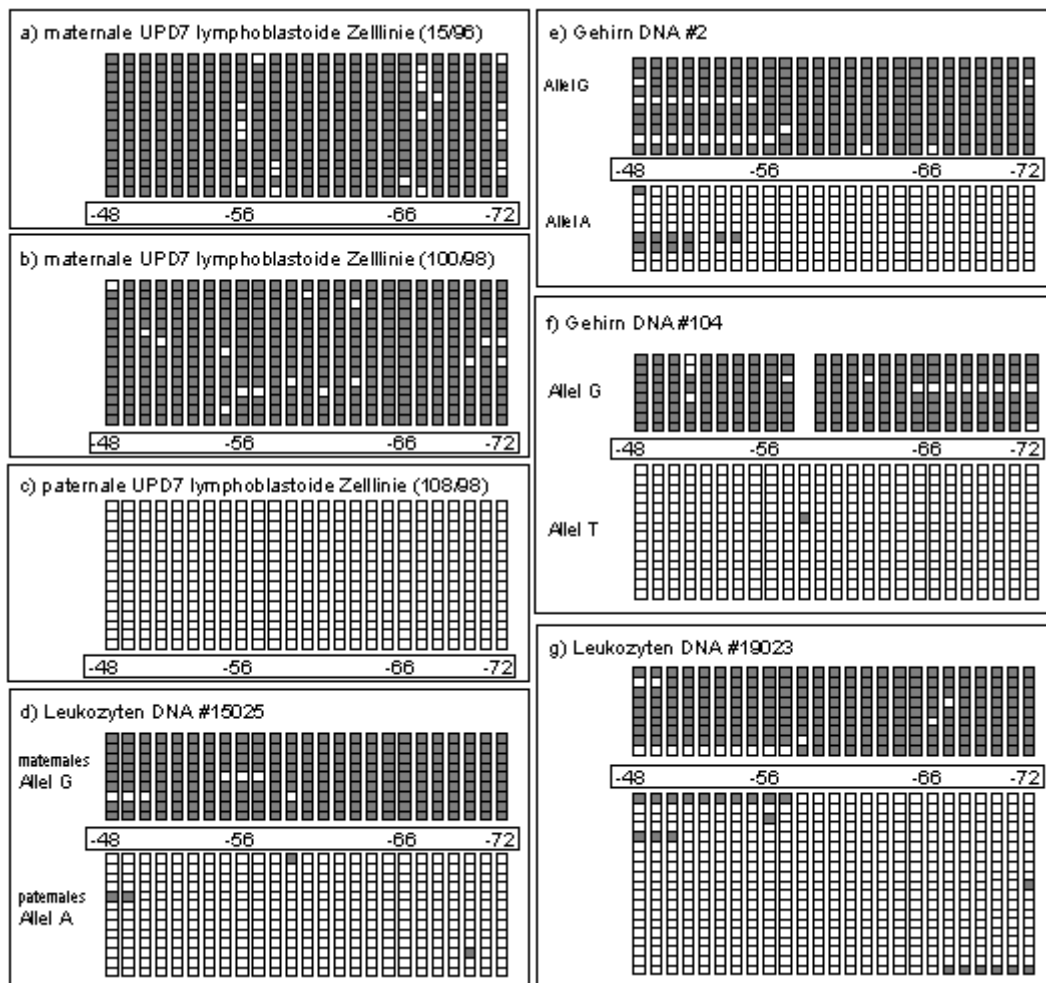 a) maternale UPD7 lymphoblastoide Zelllinie (15/96)
-48 -56 -66 -72
b) maternale UPD7 lymphoblastoide Zelllinie (100/98)
-48 -56 -66 -72
c) paternale UPD7 lymphoblastoide Zelllinie (108/98)
-48 -56 -66 -72
d) Leukozyten DNA #15025
maternales
Allel G
-48 -56 -66 -72
paternales
Allel A
e) Gehirn DNA #2
Allel G
-48 -56 -66 -72
Allel A
f) Gehirn DNA #104
Allel G
-48 -56 -66 -72
Allel T
g) Leukozyten DNA #19023
-48 -56 -66 -72